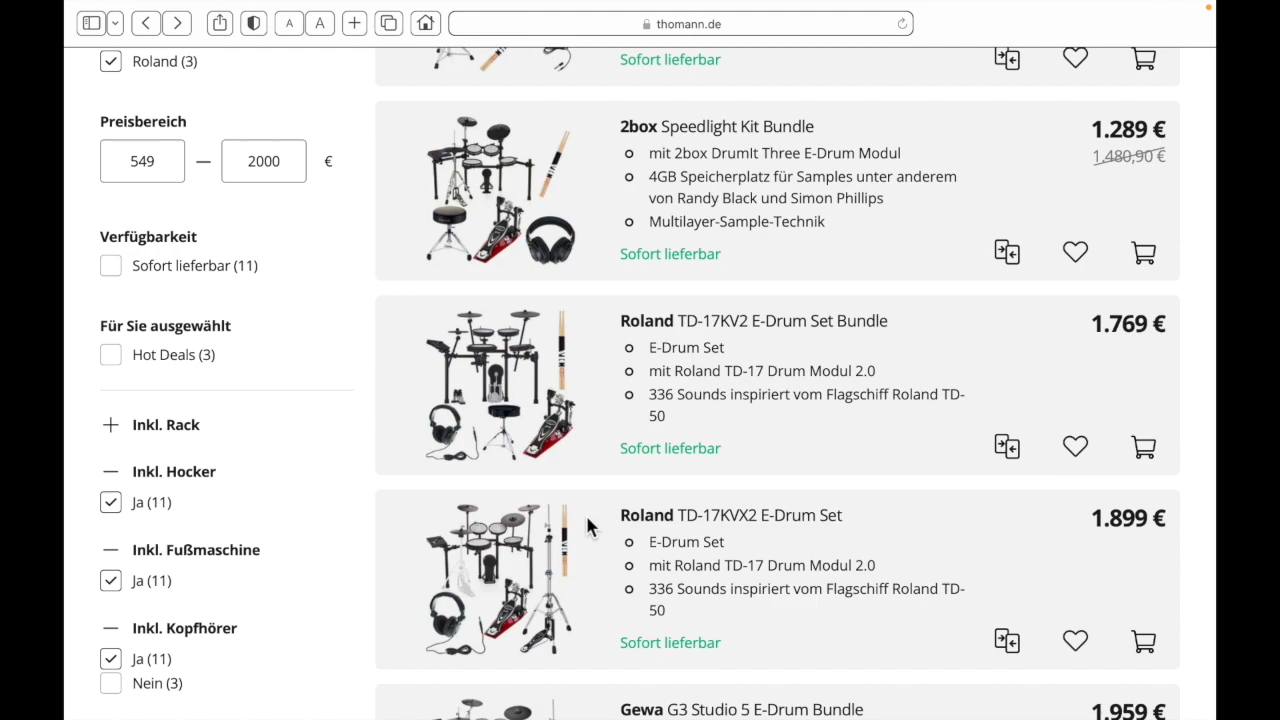 A A thomann.de
Roland (3)
Preisbereich
549 — 2000 €
Verfügbarkeit
Sofort lieferbar (11)
Für Sie ausgewählt
Hot Deals (3)
Inkl. Rack
Inkl. Hocker
Ja (11)
Inkl. Fußmaschine
Ja (11)
Inkl. Kopfhörer
Ja (11)
Nein (3)
Sofort lieferbar
2box Speedlight Kit Bundle
1.289 €
1.480,90 €
mit 2box DrumIt Three E-Drum Modul
4GB Speicherplatz für Samples unter anderem
von Randy Black und Simon Phillips
Multilayer-Sample-Technik
Sofort lieferbar
Roland TD-17KV2 E-Drum Set Bundle
1.769 €
E-Drum Set
mit Roland TD-17 Drum Modul 2.0
336 Sounds inspiriert vom Flagschiff Roland TD-
50
Sofort lieferbar
Roland TD-17KVX2 E-Drum Set
1.899 €
E-Drum Set
mit Roland TD-17 Drum Modul 2.0
336 Sounds inspiriert vom Flagschiff Roland TD-
50
Sofort lieferbar
Gewa G3 Studio 5 E-Drum Bundle
1.959 €